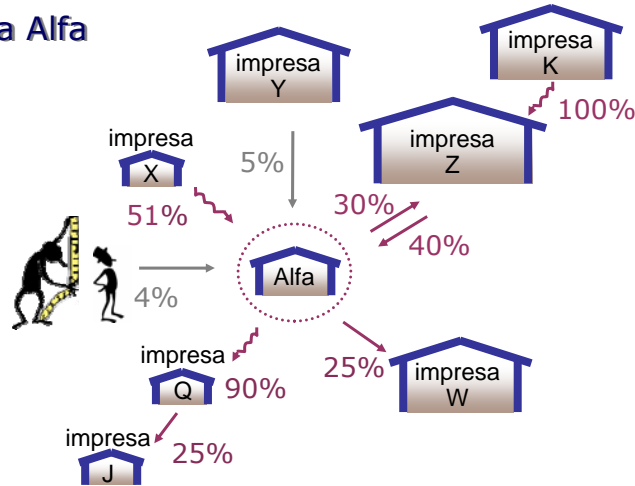 a Alfa
impresa
Y
impresa
K
100%
impresa
Z
impresa
X
51%
5%
30%
40%
4%
Alfa
impresa
Q
90%
25%
impresa
W
impresa
J
25%